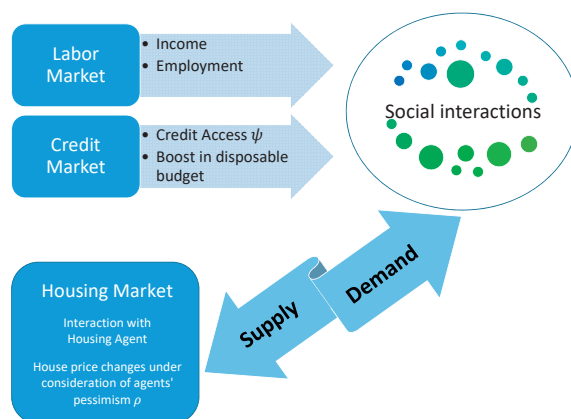 Labor
Market
• Income
• Employment
Credit
Market
• Credit Access ψ
• Boost in disposable
budget
Social interactions
Supply
Demand
Housing Market
Interaction with
Housing Agent
House price changes under
consideration of agents'
pessimism ρ